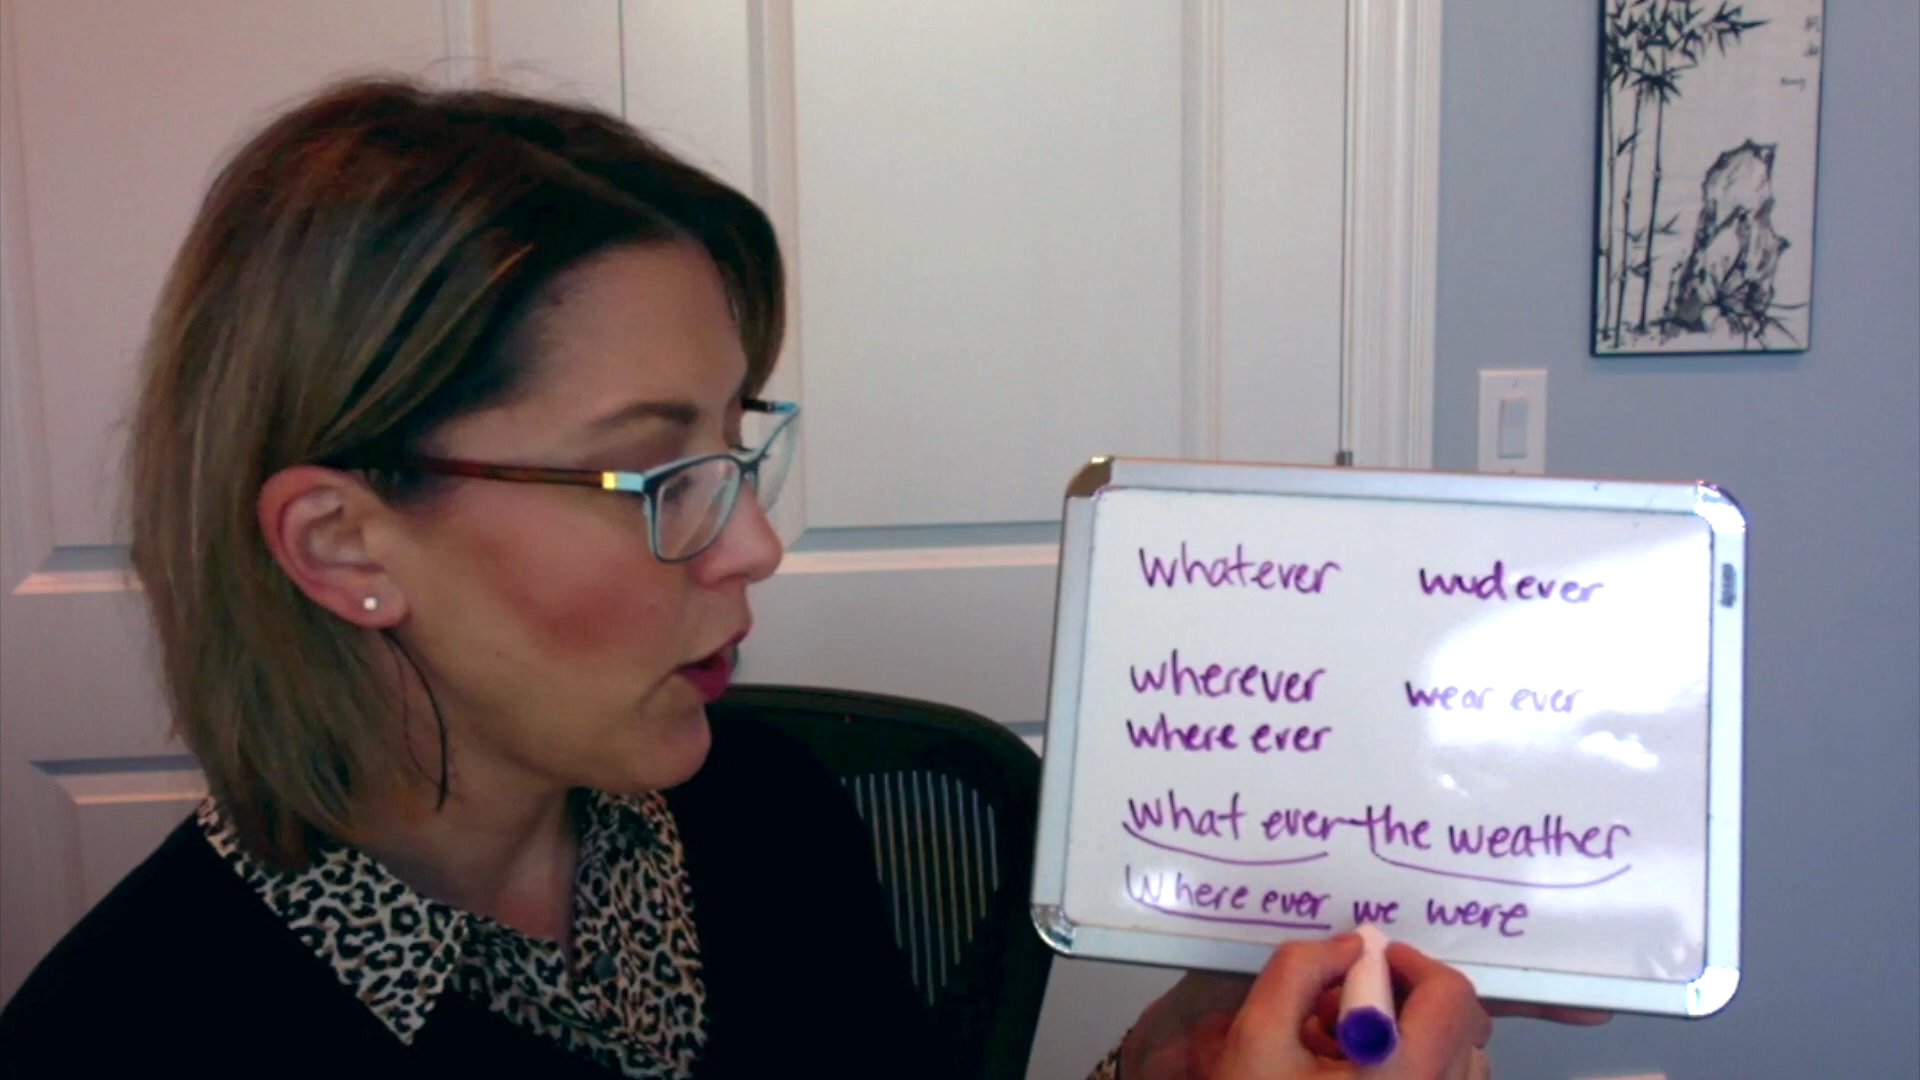 whatever wudever
wherever wear ever
where ever
what ever the weather
where ever we were